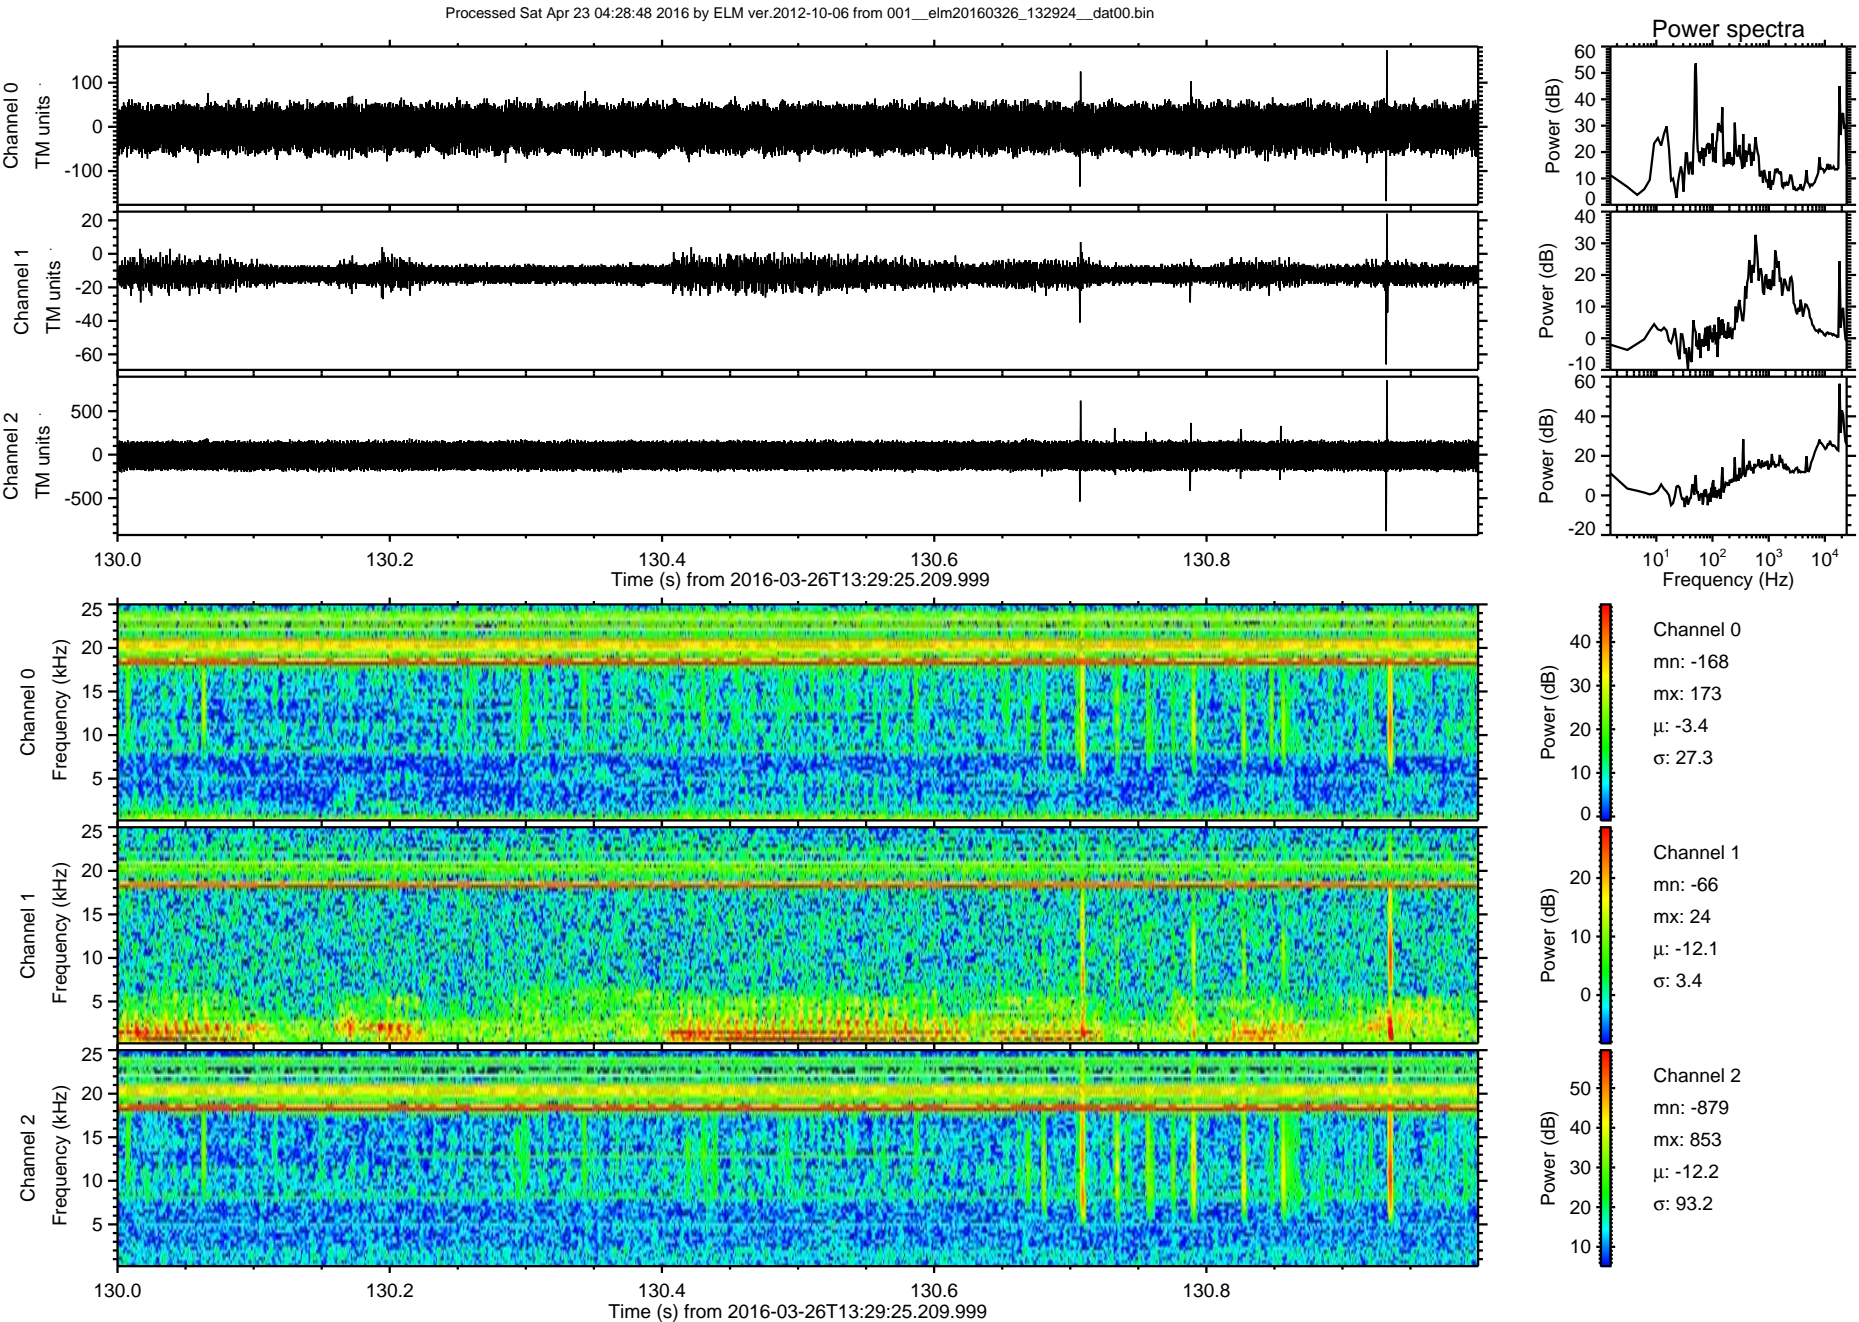 Processed Sat Apr 23 04:28:48 2016 by ELM ver.2012-10-06 from 001__elm20160326_132924__dat00.bin
Power spectra
Channel 0
TM units
100
0
-100
Power (dB)
60
50
40
30
20
10
0
Channel 1
TM units
20
0
-20
-40
-60
Power (dB)
40
30
20
10
0
-10
Channel 2
TM units
500
0
-500
Power (dB)
60
40
20
0
-20
130.0 130.2 130.4 130.6 130.8
Time (s) from 2016-03-26T13:29:25.209.999
10¹ 10² 10³ 10⁴
Frequency (Hz)
Channel 0
Frequency (kHz)
25
20
15
10
5
Power (dB)
40
30
20
10
0
Channel 0
mn: -168
mx: 173
μ: -3.4
σ: 27.3
Channel 1
Frequency (kHz)
25
20
15
10
5
Power (dB)
20
10
0
Channel 1
mn: -66
mx: 24
μ: -12.1
σ: 3.4
Channel 2
Frequency (kHz)
25
20
15
10
5
Power (dB)
50
40
30
20
10
Channel 2
mn: -879
mx: 853
μ: -12.2
σ: 93.2
130.0 130.2 130.4 130.6 130.8
Time (s) from 2016-03-26T13:29:25.209.999